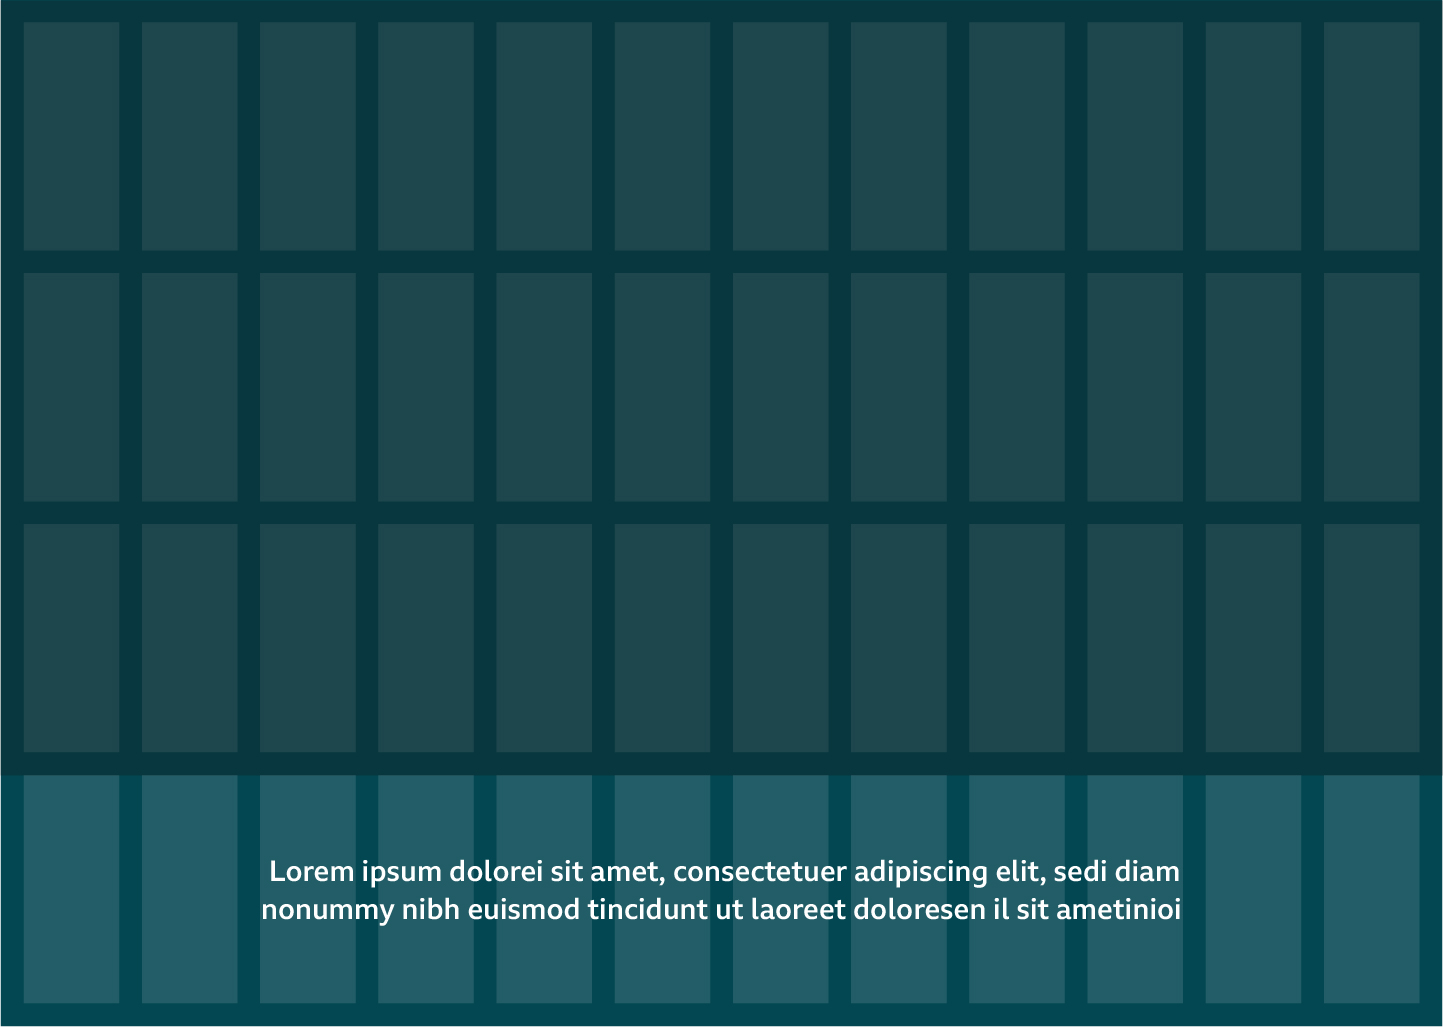 Lorem ipsum dolorei sit amet, consectetuer adipiscing elit, sedi diam
nonummy nibh euismod tincidunt ut laoreet doloresen il sit ametinioi